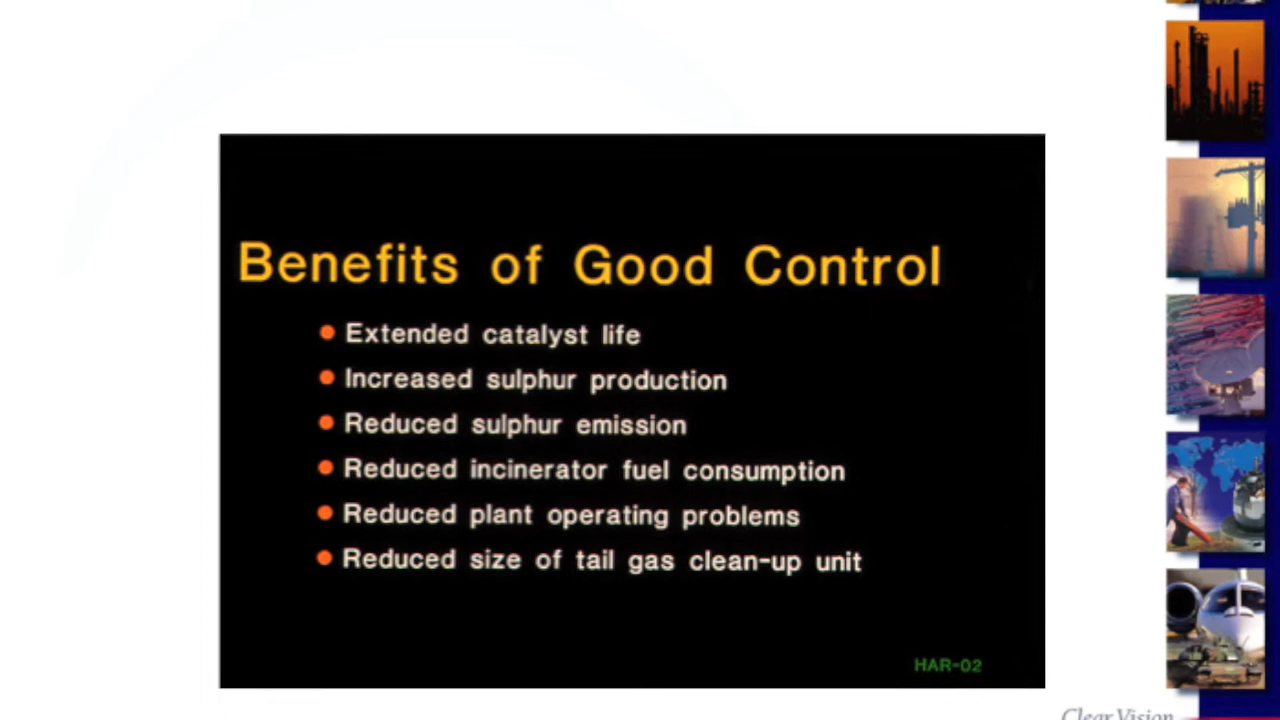 Benefits of Good Control
Extended catalyst life
Increased sulphur production
Reduced sulphur emission
Reduced incinerator fuel consumption
Reduced plant operating problems
Reduced size of tail gas clean-up unit
HAR-02
Clear Vision